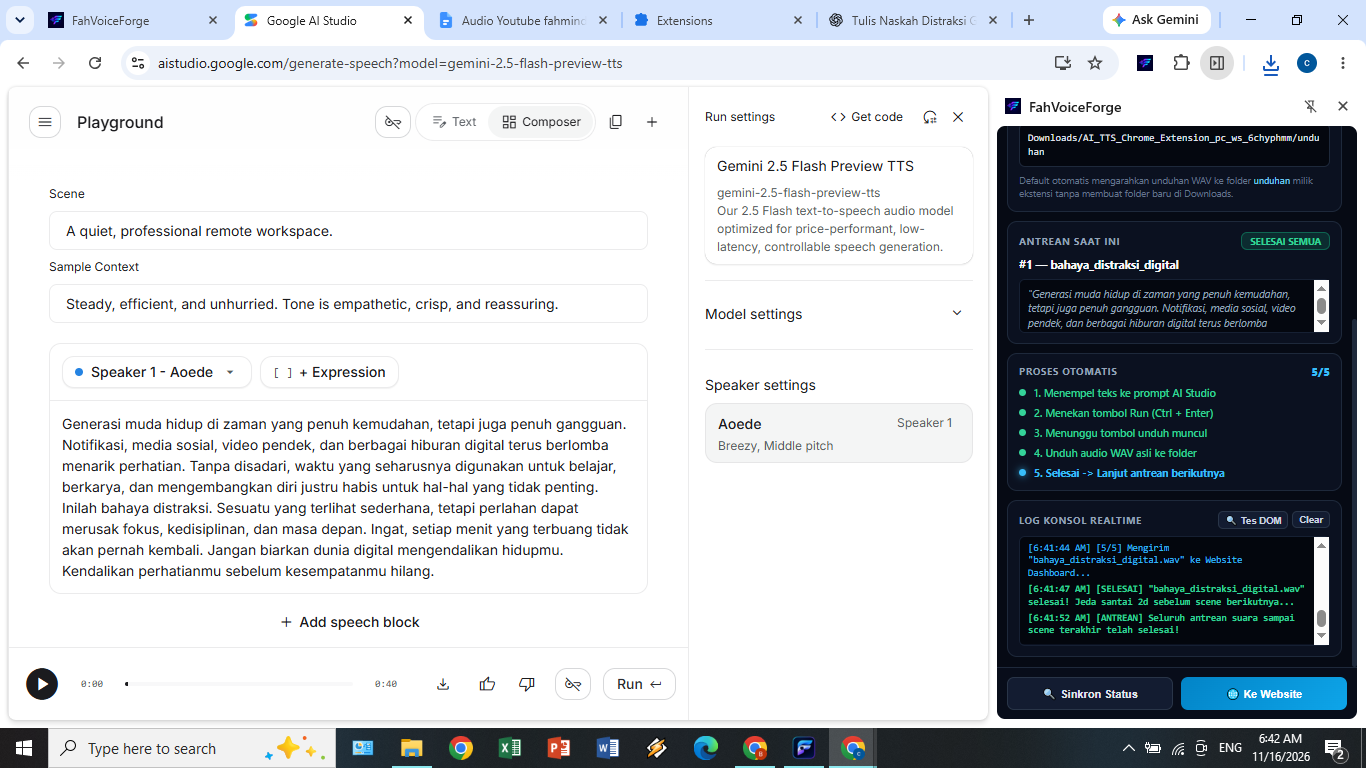 FahVoiceForge
Google AI Studio
Audio Youtube fahminc
Extensions
Tulis Naskah Distraksi G
Ask Gemini
aistudio.google.com/generate-speech?model=gemini-2.5-flash-preview-tts
c
Playground
Text
Composer
Scene
A quiet, professional remote workspace.
Sample Context
Steady, efficient, and unhurried. Tone is empathetic, crisp, and reassuring.
Speaker 1 - Aoede
[ ] + Expression
Generasi muda hidup di zaman yang penuh kemudahan, tetapi juga penuh gangguan.
Notifikasi, media sosial, video pendek, dan berbagai hiburan digital terus berlomba
menarik perhatian. Tanpa disadari, waktu yang seharusnya digunakan untuk belajar,
berkarya, dan mengembangkan diri justru habis untuk hal-hal yang tidak penting.
Inilah bahaya distraksi. Sesuatu yang terlihat sederhana, tetapi perlahan dapat
merusak fokus, kedisiplinan, dan masa depan. Ingat, setiap menit yang terbuang tidak
akan pernah kembali. Jangan biarkan dunia digital mengendalikan hidupmu.
Kendalikan perhatianmu sebelum kesempatanmu hilang.
+ Add speech block
0:00
0:40
Run
Run settings
<> Get code
Gemini 2.5 Flash Preview TTS
gemini-2.5-flash-preview-tts
Our 2.5 Flash text-to-speech audio model
optimized for price-performant, low-
latency, controllable speech generation.
Model settings
Speaker settings
Aoede
Speaker 1
Breezy, Middle pitch
FahVoiceForge
Downloads/AI_TTS_Chrome_Extension_pc_ws_6chyphmm/undu
han
Default otomatis mengarahkan unduhan WAV ke folder unduhan milik
ekstensi tanpa membuat folder baru di Downloads.
ANTREAN SAAT INI
SELESAI SEMUA
#1 — bahaya_distraksi_digital
"Generasi muda hidup di zaman yang penuh kemudahan,
tetapi juga penuh gangguan. Notifikasi, media sosial, video
pendek, dan berbagai hiburan digital terus berlomba
PROSES OTOMATIS
5/5
1. Menempel teks ke prompt AI Studio
2. Menekan tombol Run (Ctrl + Enter)
3. Menunggu tombol unduh muncul
4. Unduh audio WAV asli ke folder
5. Selesai -> Lanjut antrean berikutnya
LOG KONSOL REALTIME
Tes DOM
Clear
[6:41:44 AM] [5/5] Mengirim
"bahaya_distraksi_digital.wav" ke Website
Dashboard...
[6:41:47 AM] [SELESAI] "bahaya_distraksi_digital.wav"
selesai! Jeda santai 2d sebelum scene berikutnya...
[6:41:52 AM] [ANTREAN] Seluruh antrean suara sampai
scene terakhir telah selesai!
Sinkron Status
Ke Website
Type here to search
ENG
6:42 AM
11/16/2026
2